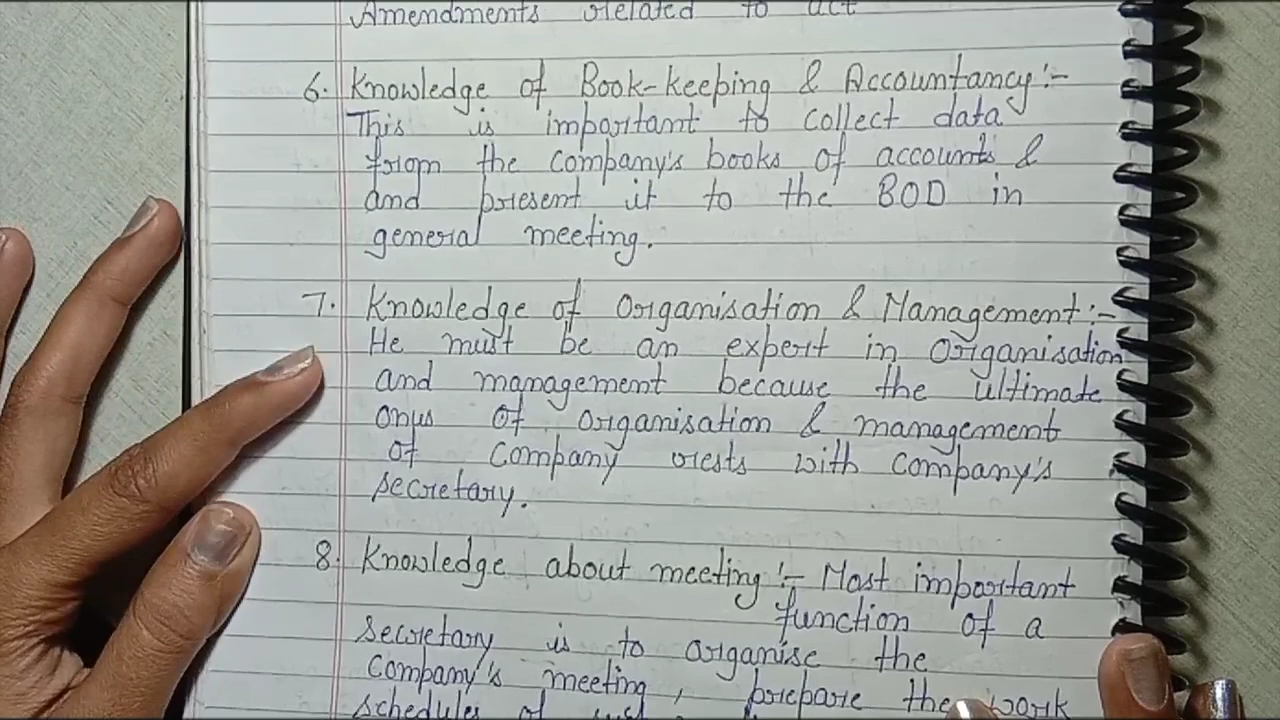 Amendments related to act
6. Knowledge of Book-keeping & Accountancy:-
This is important to collect data
from the company's books of accounts &
and present it to the BOD in
general meeting.
7. Knowledge of Organisation & Management:-
He must be an expert in Organisation
and management because the ultimate
onus of organisation & management
of company rests with company's
secretary.
8. Knowledge about meeting:- Most important
function of a
secretary is to organise the
company's meeting, prepare the work
schedules of